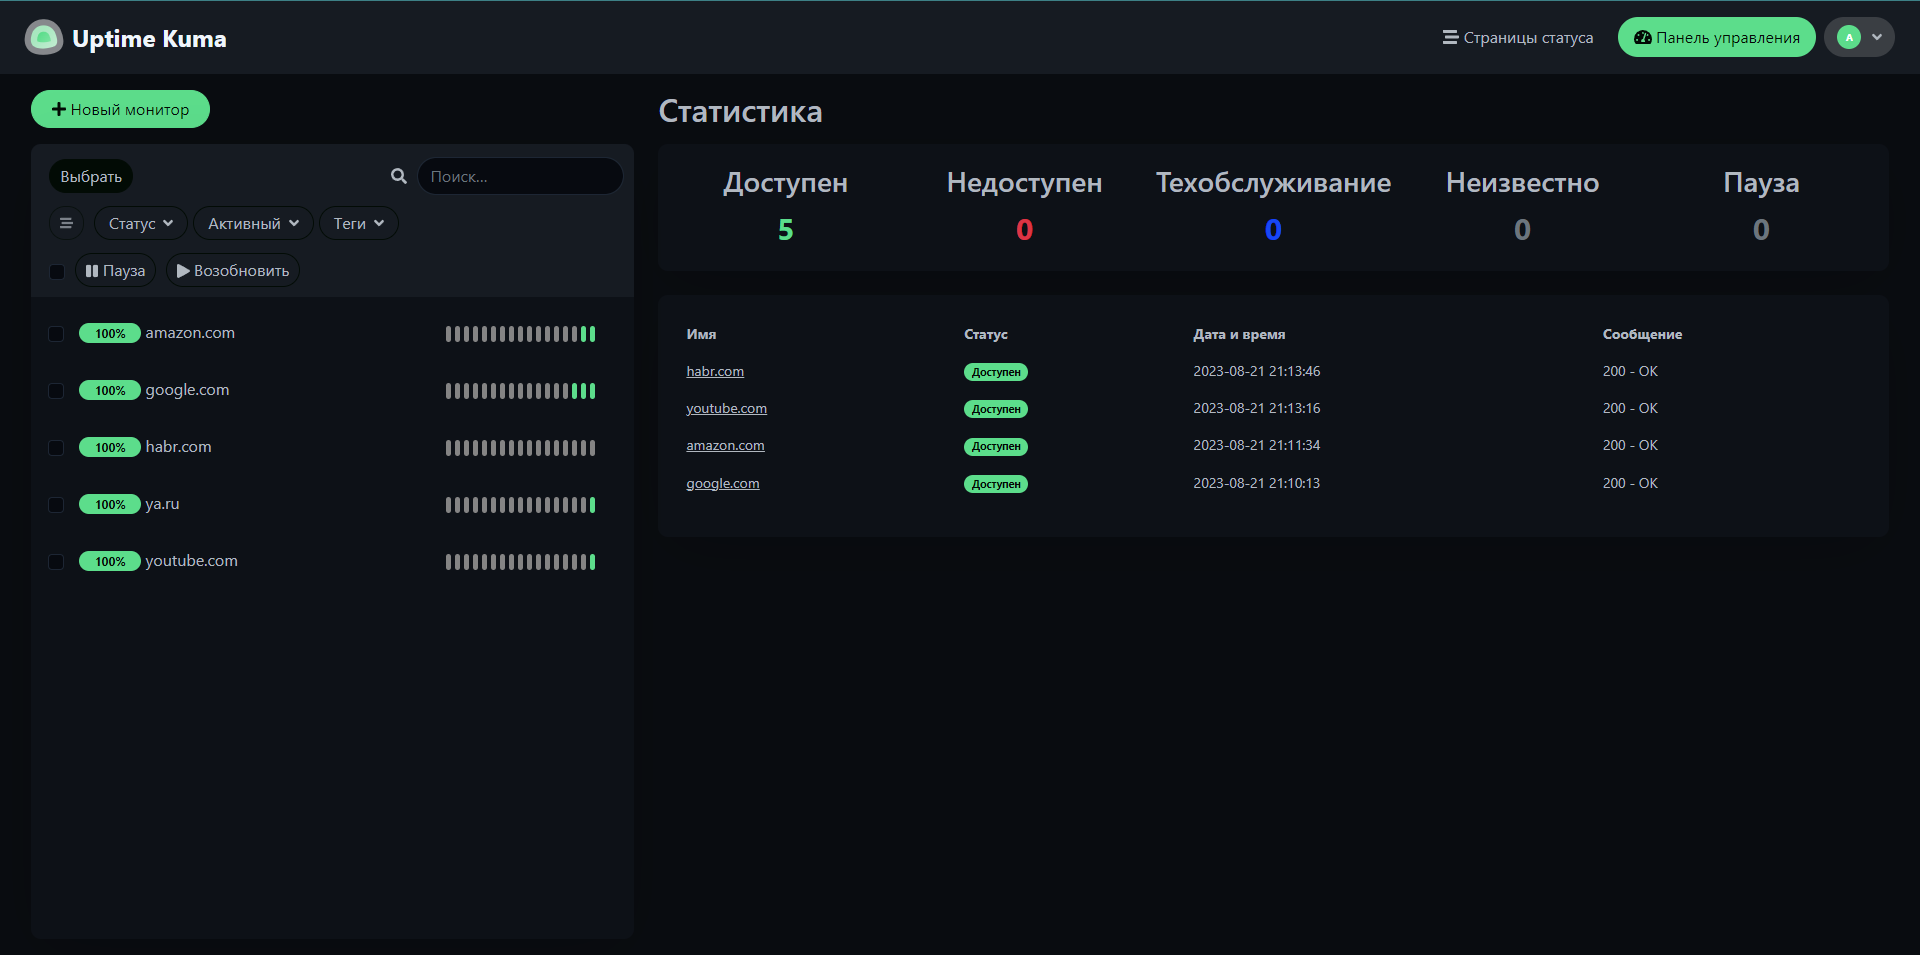 Uptime Kuma
Страницы статуса
Панель управления
A
Новый монитор
Выбрать
Поиск...
Статус
Активный
Теги
Пауза
Возобновить
100% amazon.com
100% google.com
100% habr.com
100% ya.ru
100% youtube.com
Статистика
Доступен Недоступен Техобслуживание Неизвестно Пауза
5 0 0 0 0
Имя Статус Дата и время Сообщение
habr.com Доступен 2023-08-21 21:13:46 200 - OK
youtube.com Доступен 2023-08-21 21:13:16 200 - OK
amazon.com Доступен 2023-08-21 21:11:34 200 - OK
google.com Доступен 2023-08-21 21:10:13 200 - OK